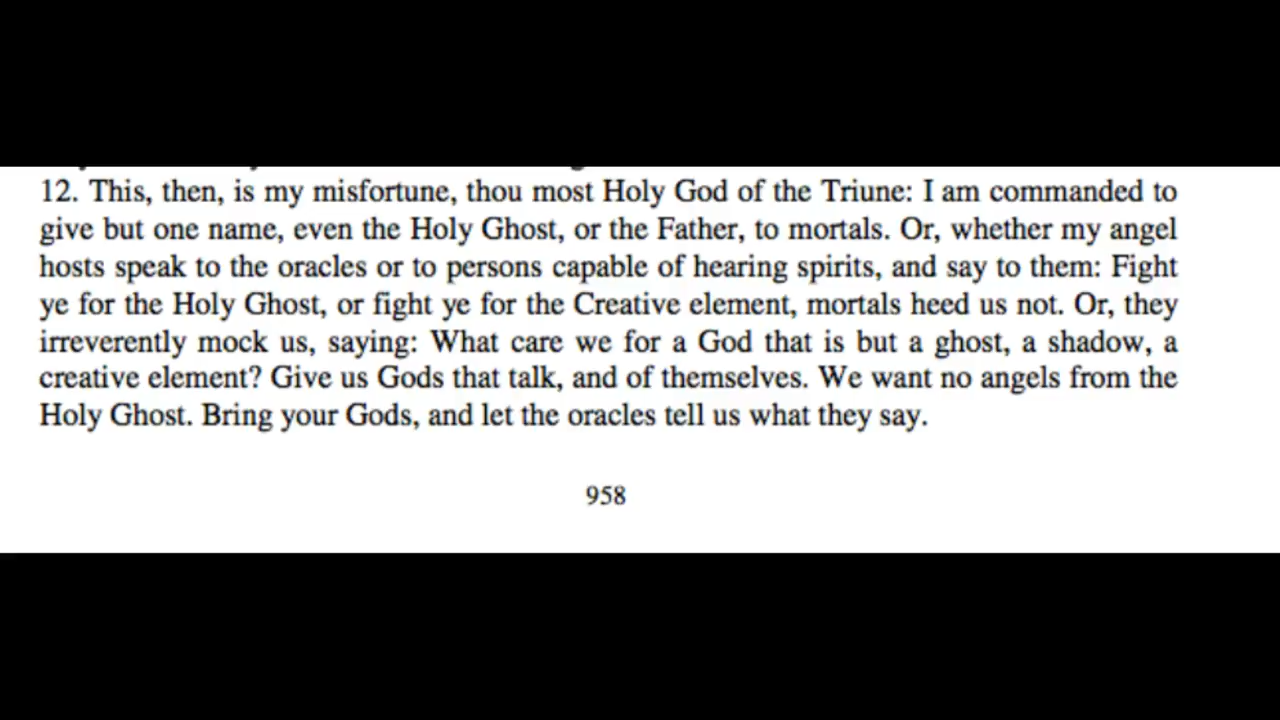 12. This, then, is my misfortune, thou most Holy God of the Triune: I am commanded to
give but one name, even the Holy Ghost, or the Father, to mortals. Or, whether my angel
hosts speak to the oracles or to persons capable of hearing spirits, and say to them: Fight
ye for the Holy Ghost, or fight ye for the Creative element, mortals heed us not. Or, they
irreverently mock us, saying: What care we for a God that is but a ghost, a shadow, a
creative element? Give us Gods that talk, and of themselves. We want no angels from the
Holy Ghost. Bring your Gods, and let the oracles tell us what they say.
958